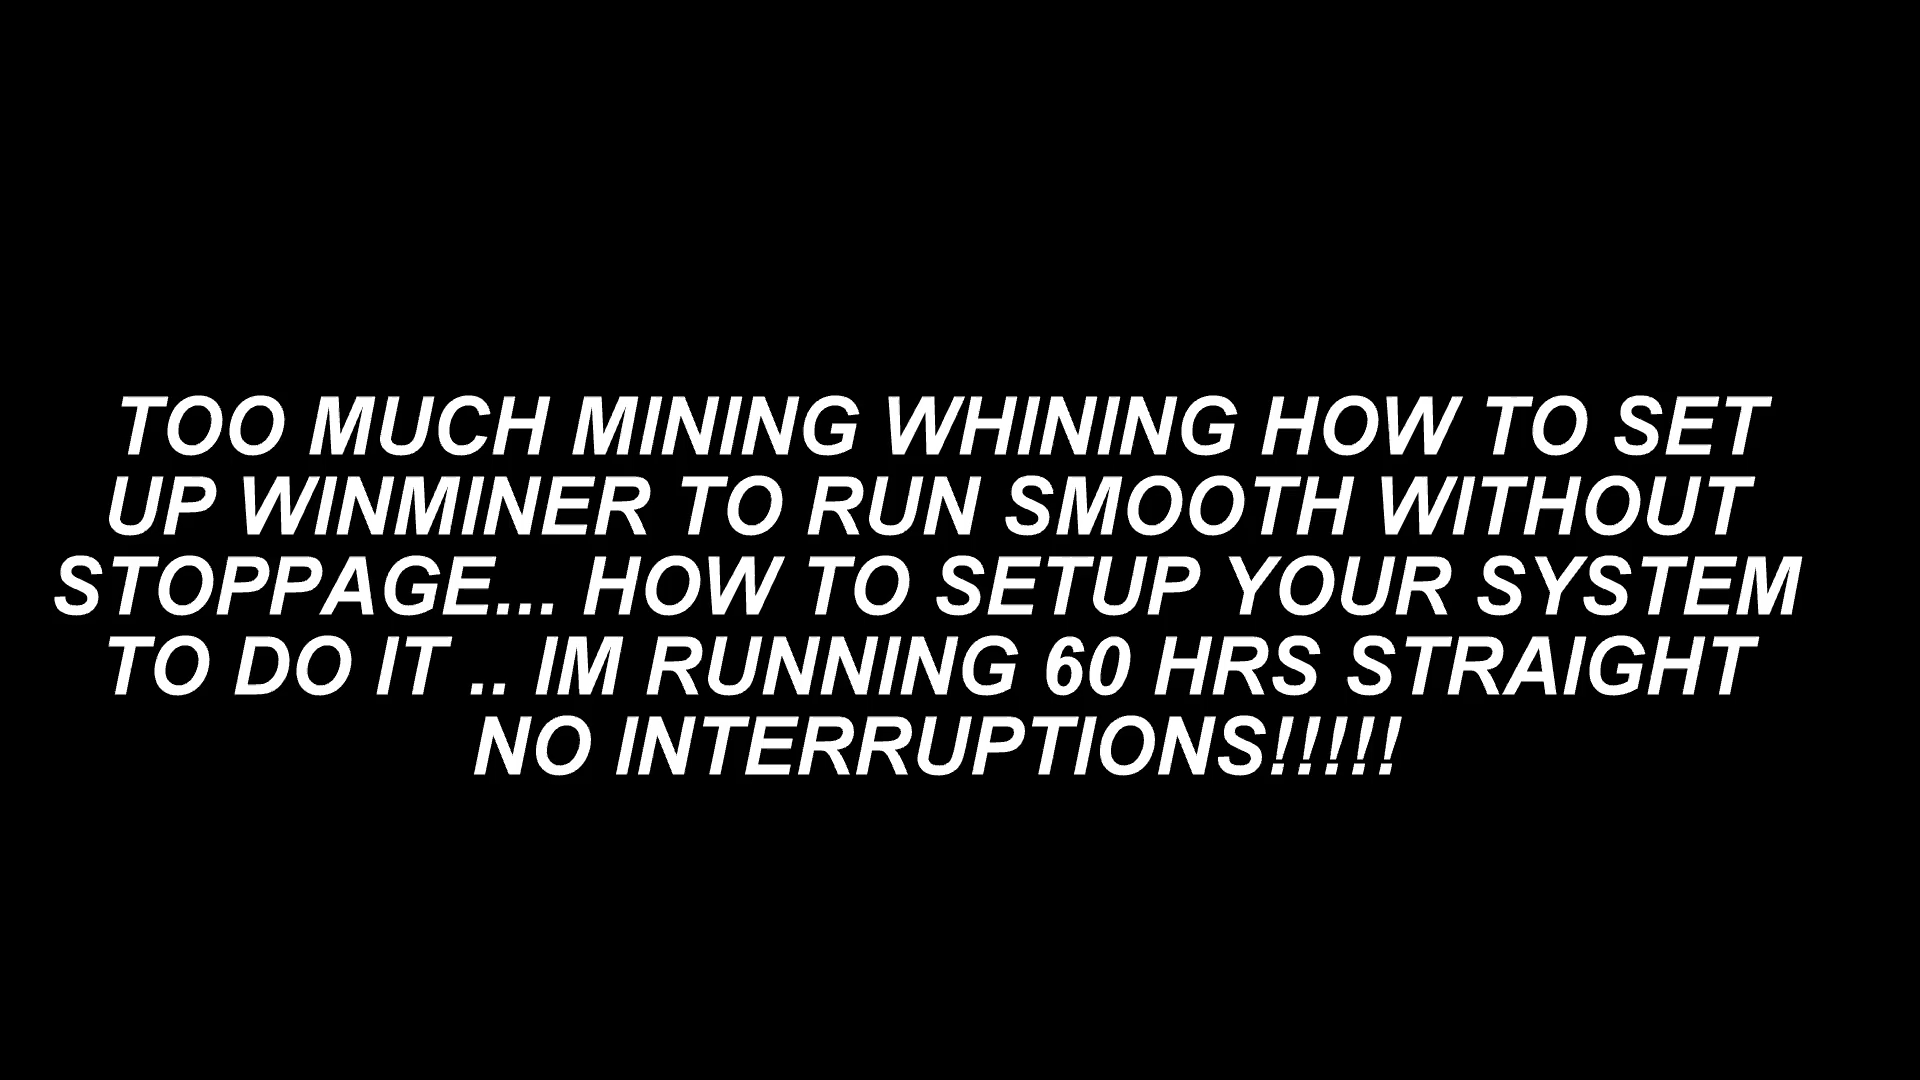 TOO MUCH MINING WHINING HOW TO SET
UP WINMINER TO RUN SMOOTH WITHOUT
STOPPAGE... HOW TO SETUP YOUR SYSTEM
TO DO IT .. IM RUNNING 60 HRS STRAIGHT
NO INTERRUPTIONS!!!!!